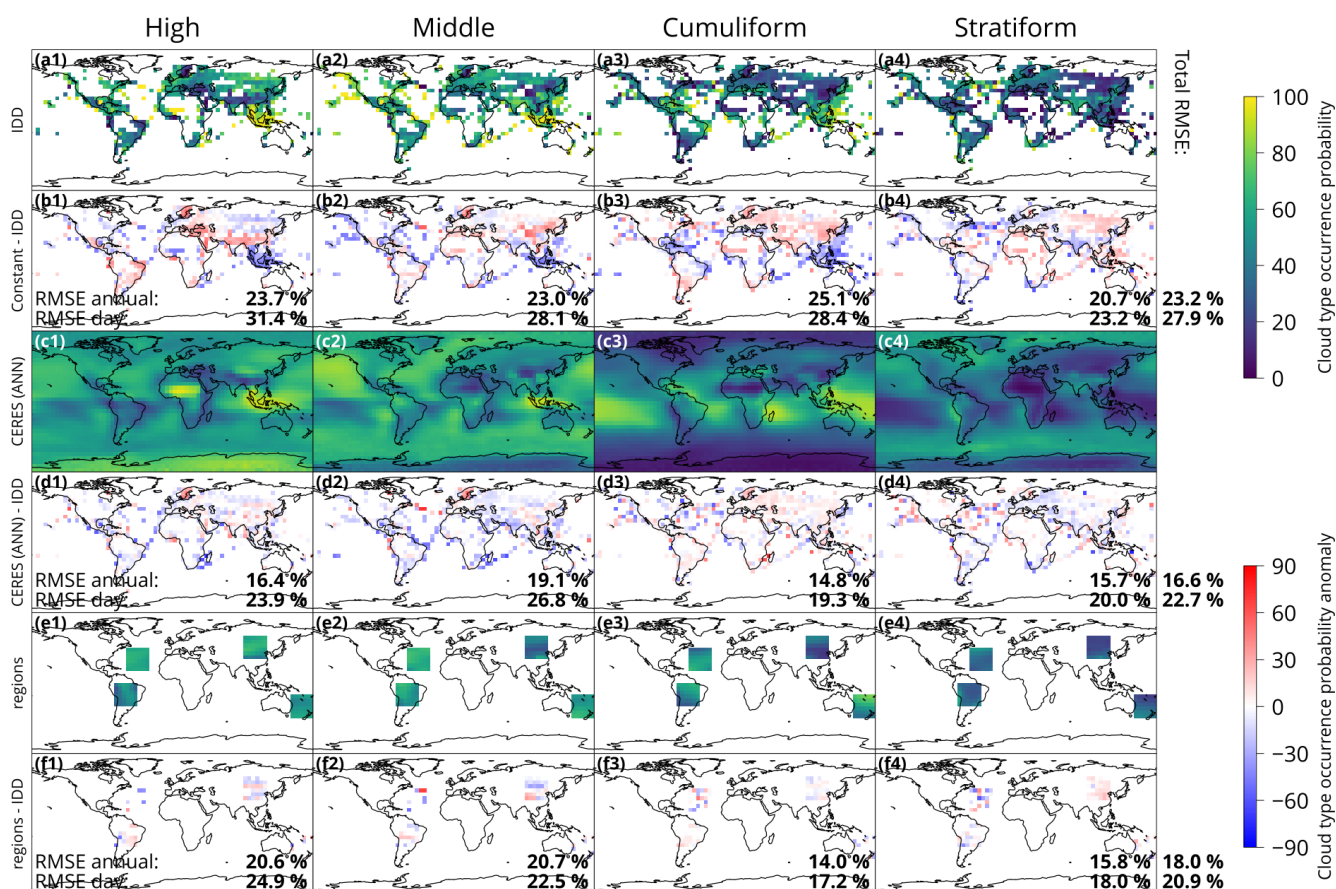 High Middle Cumuliform Stratiform
(a1) (a2) (a3) (a4)
IDD
Total RMSE:
(b1) (b2) (b3) (b4)
Constant - IDD
RMSE annual: 23.7 % 23.0 % 25.1 % 20.7 % 23.2 %
RMSE day 31.4 % 28.1 % 28.4 % 23.2 % 27.9 %
(c1) (c2) (c3) (c4)
CERES (ANN)
(d1) (d2) (d3) (d4)
CERES (ANN) - IDD
RMSE annual: 16.4 % 19.1 % 14.8 % 15.7 % 16.6 %
RMSE day 23.9 % 26.8 % 19.3 % 20.0 % 22.7 %
(e1) (e2) (e3) (e4)
regions
(f1) (f2) (f3) (f4)
regions - IDD
RMSE annual: 20.6 % 20.7 % 14.0 % 15.8 % 18.0 %
RMSE day 24.9 % 22.5 % 17.2 % 18.0 % 20.9 %
100
80
60
40
20
0
Cloud type occurrence probability
90
60
30
0
−30
−60
−90
Cloud type occurrence probability anomaly